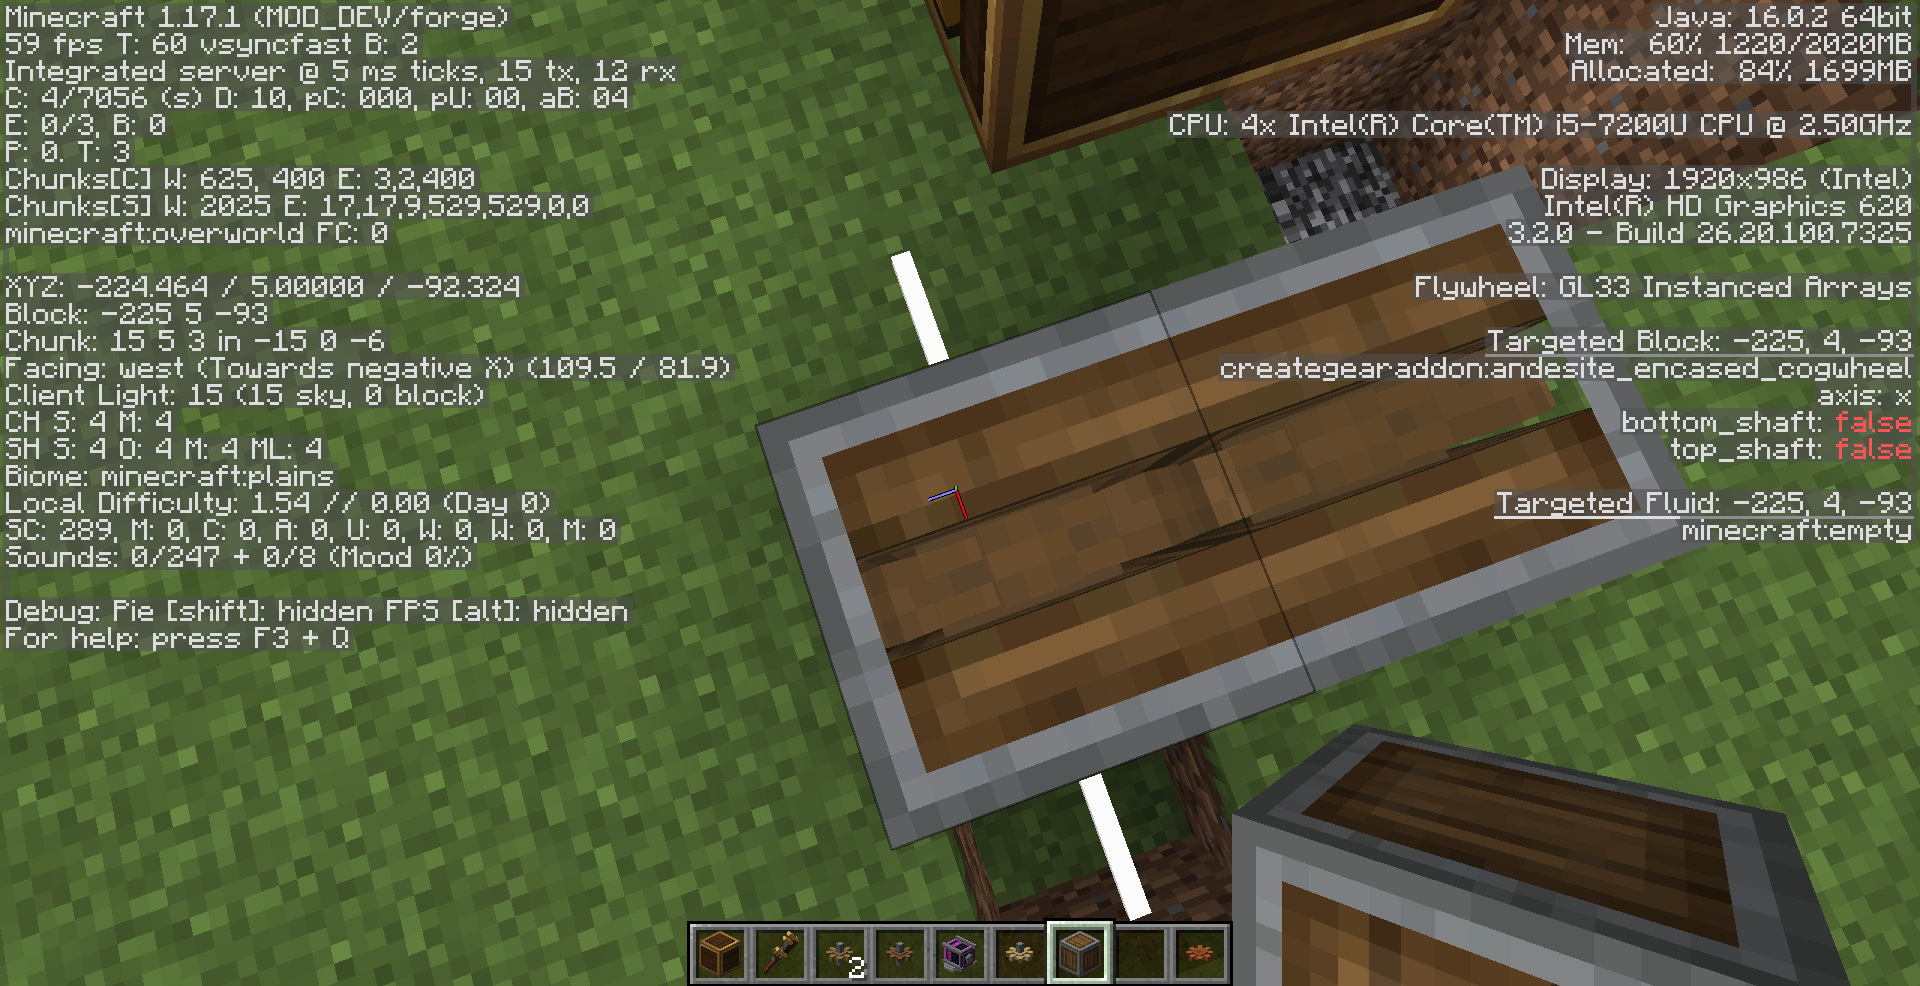 Minecraft 1.17.1 (MOD_DEV/forge)
59 fps T: 60 vsyncfast B: 2
Integrated server @ 5 ms ticks, 15 tx, 12 rx
C: 4/7056 (s) D: 10, pC: 000, pU: 00, aB: 04
E: 0/3, B: 0
P: 0. T: 3
Chunks[C] W: 625, 400 E: 3,2,400
Chunks[S] W: 2025 E: 17,17,9,529,529,0,0
minecraft:overworld FC: 0
XYZ: -224.464 / 5.00000 / -92.324
Block: -225 5 -93
Chunk: 15 5 3 in -15 0 -6
Facing: west (Towards negative X) (109.5 / 81.9)
Client Light: 15 (15 sky, 0 block)
CH S: 4 M: 4
SH S: 4 O: 4 M: 4 ML: 4
Biome: minecraft:plains
Local Difficulty: 1.54 // 0.00 (Day 0)
SC: 289, M: 0, C: 0, A: 0, U: 0, W: 0, W: 0, M: 0
Sounds: 0/247 + 0/8 (Mood 0%)
Debug: Pie [shift]: hidden FPS [alt]: hidden
For help: press F3 + Q
Java: 16.0.2 64bit
Mem: 60% 1220/2020MB
Allocated: 84% 1699MB
CPU: 4x Intel(R) Core(TM) i5-7200U CPU @ 2.50GHz
Display: 1920x986 (Intel)
Intel(R) HD Graphics 620
3.2.0 - Build 26.20.100.7325
Flywheel: GL33 Instanced Arrays
Targeted Block: -225, 4, -93
creategearaddon:andesite_encased_cogwheel
axis: x
bottom_shaft: false
top_shaft: false
Targeted Fluid: -225, 4, -93
minecraft:empty
2